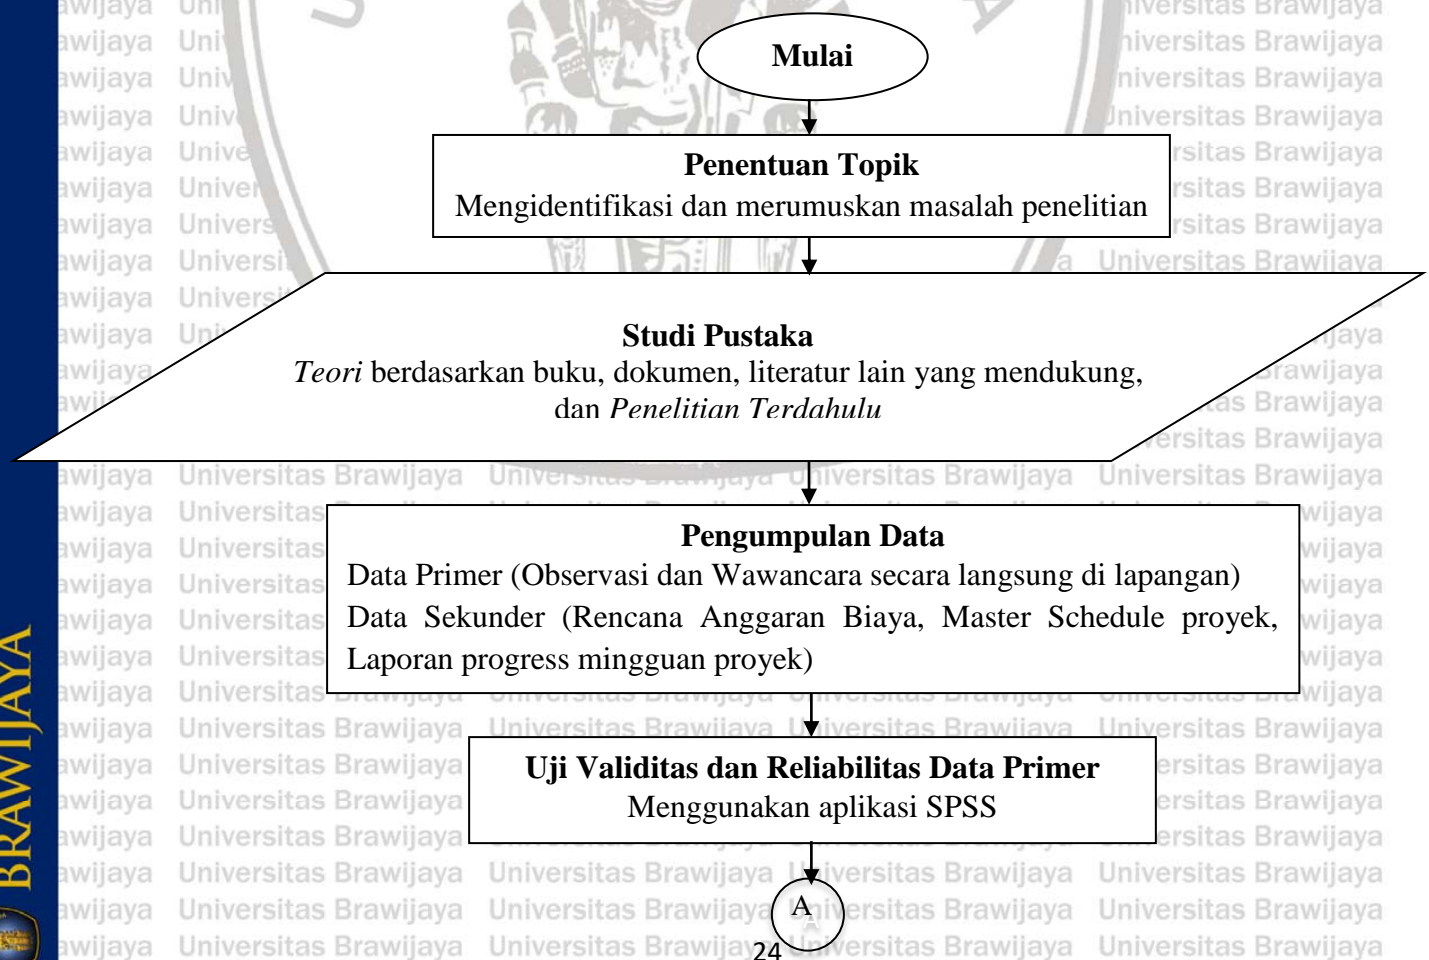 Mulai
Penentuan Topik
Mengidentifikasi dan merumuskan masalah penelitian
Studi Pustaka
Teori berdasarkan buku, dokumen, literatur lain yang mendukung,
dan Penelitian Terdahulu
Pengumpulan Data
Data Primer (Observasi dan Wawancara secara langsung di lapangan)
Data Sekunder (Rencana Anggaran Biaya, Master Schedule proyek,
Laporan progress mingguan proyek)
Uji Validitas dan Reliabilitas Data Primer
Menggunakan aplikasi SPSS
A
24
BRAWIJAYA
Universitas Brawijaya